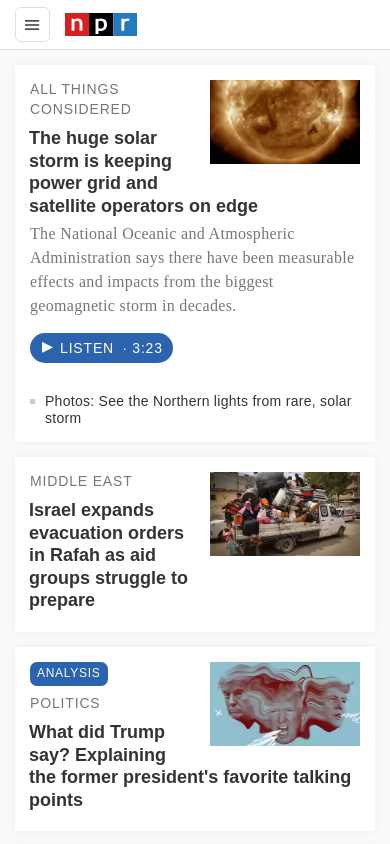 npr
ALL THINGS
CONSIDERED
The huge solar
storm is keeping
power grid and
satellite operators on edge
The National Oceanic and Atmospheric
Administration says there have been measurable
effects and impacts from the biggest
geomagnetic storm in decades.
LISTEN · 3:23
Photos: See the Northern lights from rare, solar
storm
MIDDLE EAST
Israel expands
evacuation orders
in Rafah as aid
groups struggle to
prepare
ANALYSIS
POLITICS
What did Trump
say? Explaining
the former president's favorite talking
points